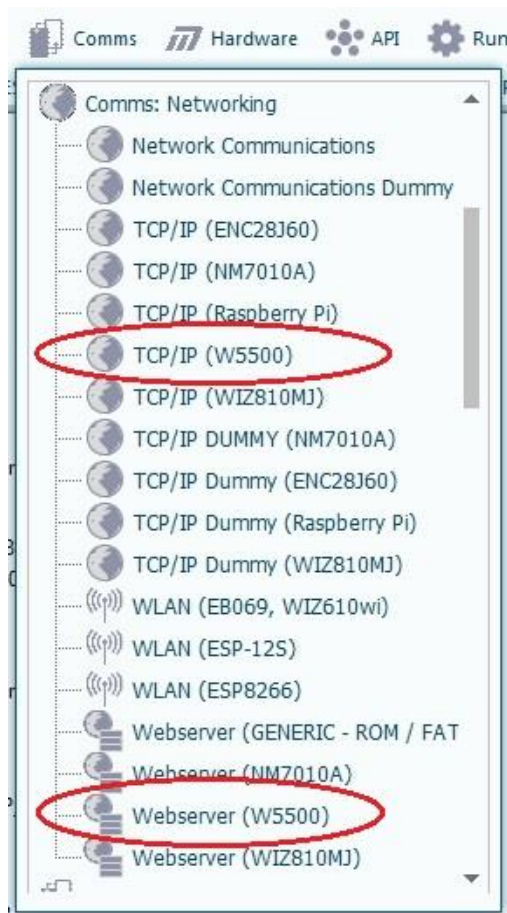 Comms Hardware API Run
Comms: Networking
Network Communications
Network Communications Dummy
TCP/IP (ENC28J60)
TCP/IP (NM7010A)
TCP/IP (Raspberry Pi)
TCP/IP (W5500)
TCP/IP (WIZ810MJ)
TCP/IP DUMMY (NM7010A)
TCP/IP Dummy (ENC28J60)
TCP/IP Dummy (Raspberry Pi)
TCP/IP Dummy (WIZ810MJ)
WLAN (EB069, WIZ610wi)
WLAN (ESP-12S)
WLAN (ESP8266)
Webserver (GENERIC - ROM / FAT
Webserver (NM7010A)
Webserver (W5500)
Webserver (WIZ810MJ)